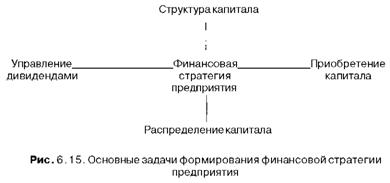 Структура капитала
Управление дивидендами
Финансовая стратегия предприятия
Приобретение капитала
Распределение капитала
Рис. 6.15. Основные задачи формирования финансовой стратегии
предприятия